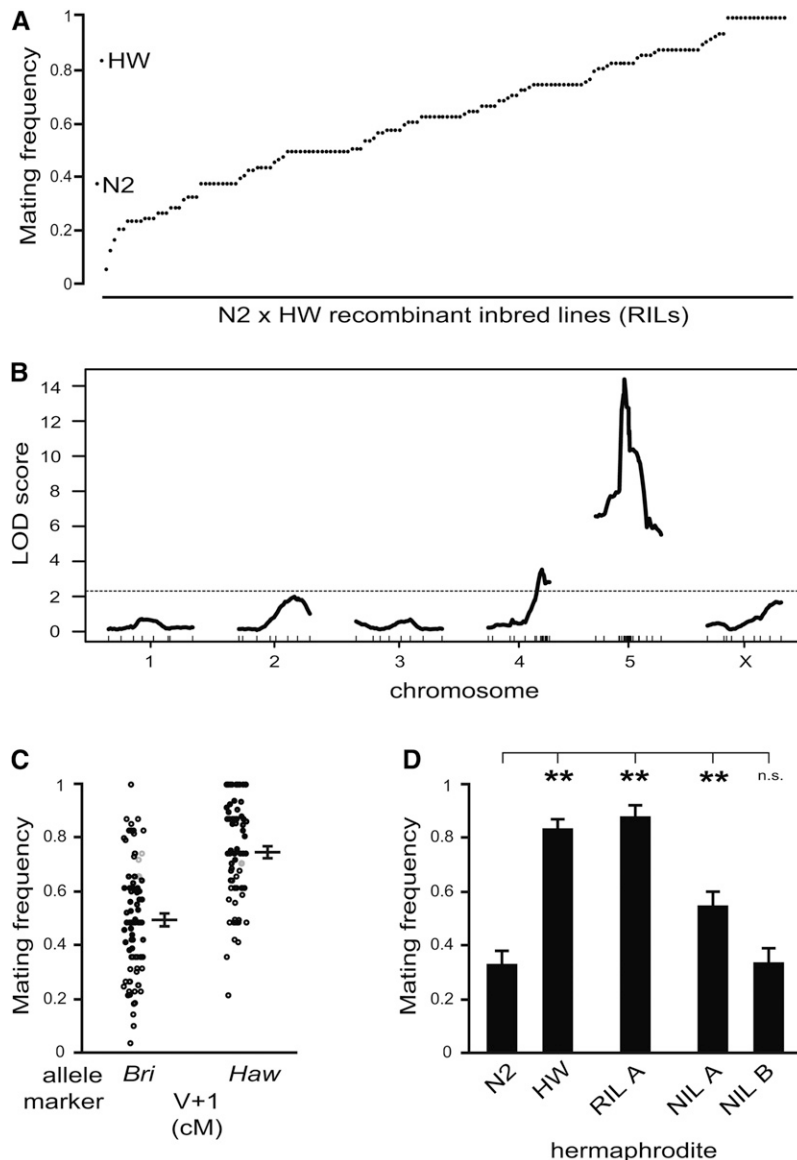 A
Mating frequency
1
0.8
0.6
0.4
0.2
0
HW
N2
N2 x HW recombinant inbred lines (RILs)
B
LOD score
14
12
10
8
6
4
2
0
1 2 3 4 5 X
chromosome
C
Mating frequency
1
0.8
0.6
0.4
0.2
0
allele Bri Haw
marker V+1
(cM)
D
** ** ** n.s.
Mating frequency
1
0.8
0.6
0.4
0.2
0
N2 HW RIL A NIL A NIL B
hermaphrodite